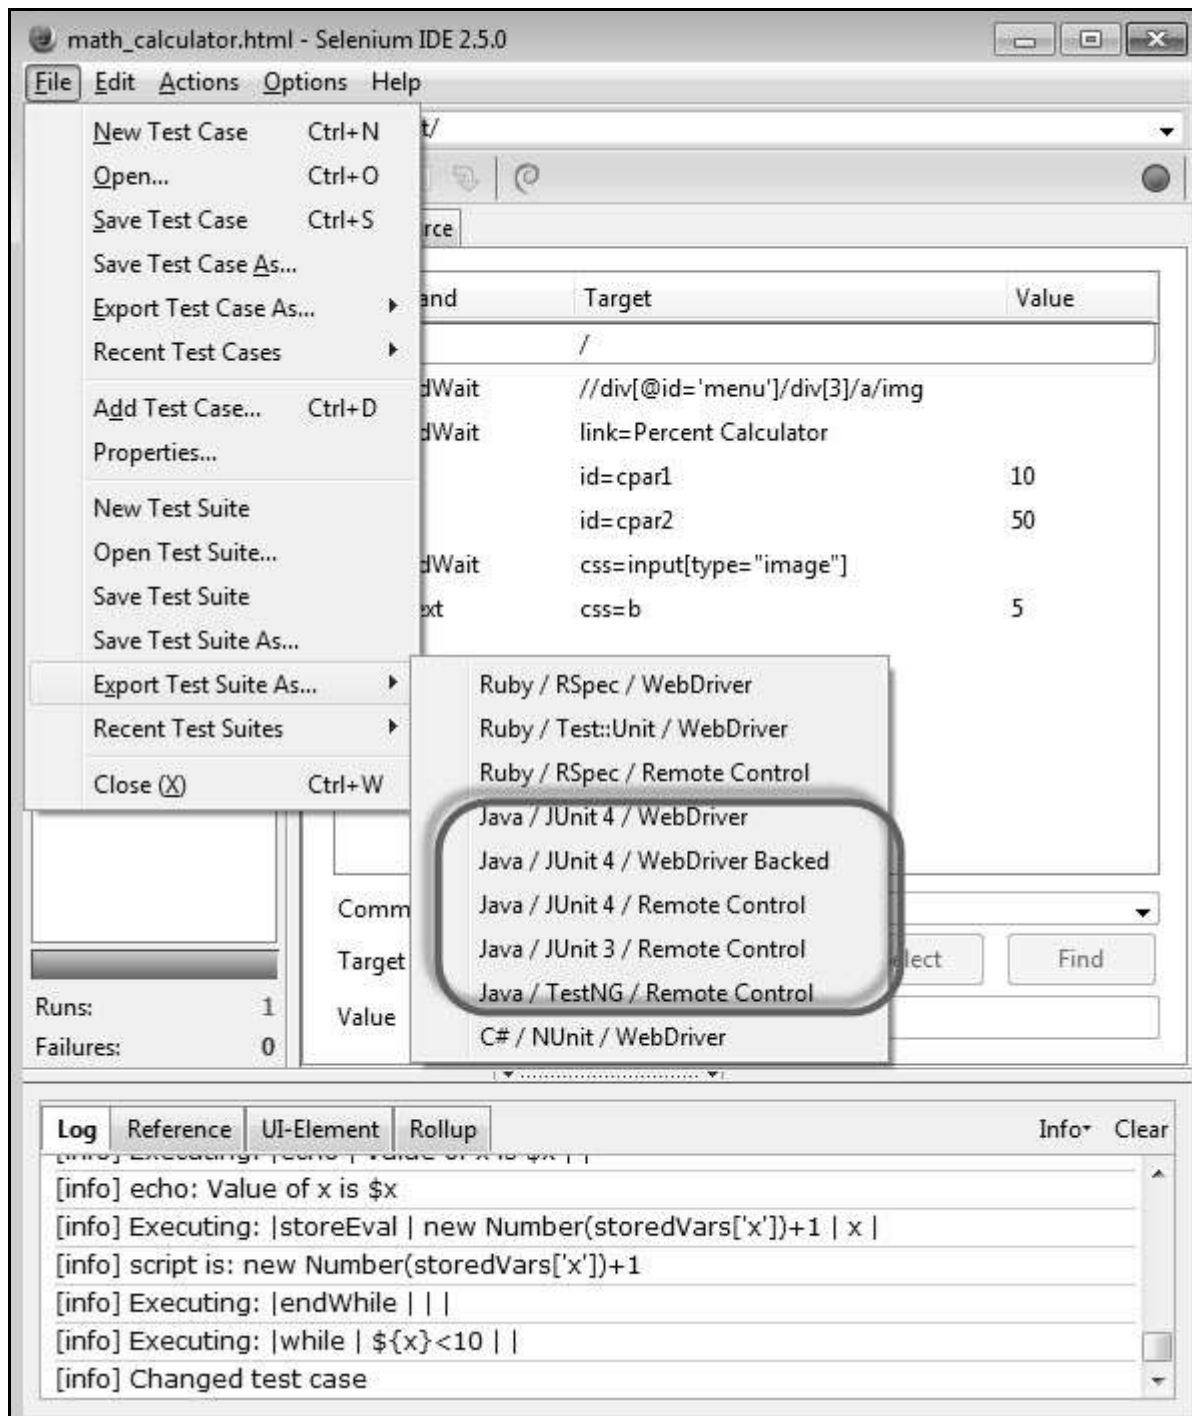 math_calculator.html - Selenium IDE 2.5.0
File Edit Actions Options Help
New Test Case Ctrl+N
t/
Open... Ctrl+O
Save Test Case Ctrl+S
rce
Save Test Case As...
Export Test Case As...
and Target Value
Recent Test Cases
/
dWait //div[@id='menu']/div[3]/a/img
Add Test Case... Ctrl+D
dWait link=Percent Calculator
Properties...
id=cpar1 10
New Test Suite
id=cpar2 50
Open Test Suite...
dWait css=input[type="image"]
Save Test Suite
ext css=b 5
Save Test Suite As...
Export Test Suite As...
Recent Test Suites
Close (X) Ctrl+W
Ruby / RSpec / WebDriver
Ruby / Test::Unit / WebDriver
Ruby / RSpec / Remote Control
Java / JUnit 4 / WebDriver
Java / JUnit 4 / WebDriver Backed
Java / JUnit 4 / Remote Control
Java / JUnit 3 / Remote Control
Java / TestNG / Remote Control
C# / NUnit / WebDriver
Comm
Target elect Find
Value
Runs: 1
Failures: 0
Log Reference UI-Element Rollup Info Clear
[info] Executing: |echo | Value of x is $x | |
[info] echo: Value of x is $x
[info] Executing: |storeEval | new Number(storedVars['x'])+1 | x |
[info] script is: new Number(storedVars['x'])+1
[info] Executing: |endWhile | | |
[info] Executing: |while | ${x}<10 | |
[info] Changed test case